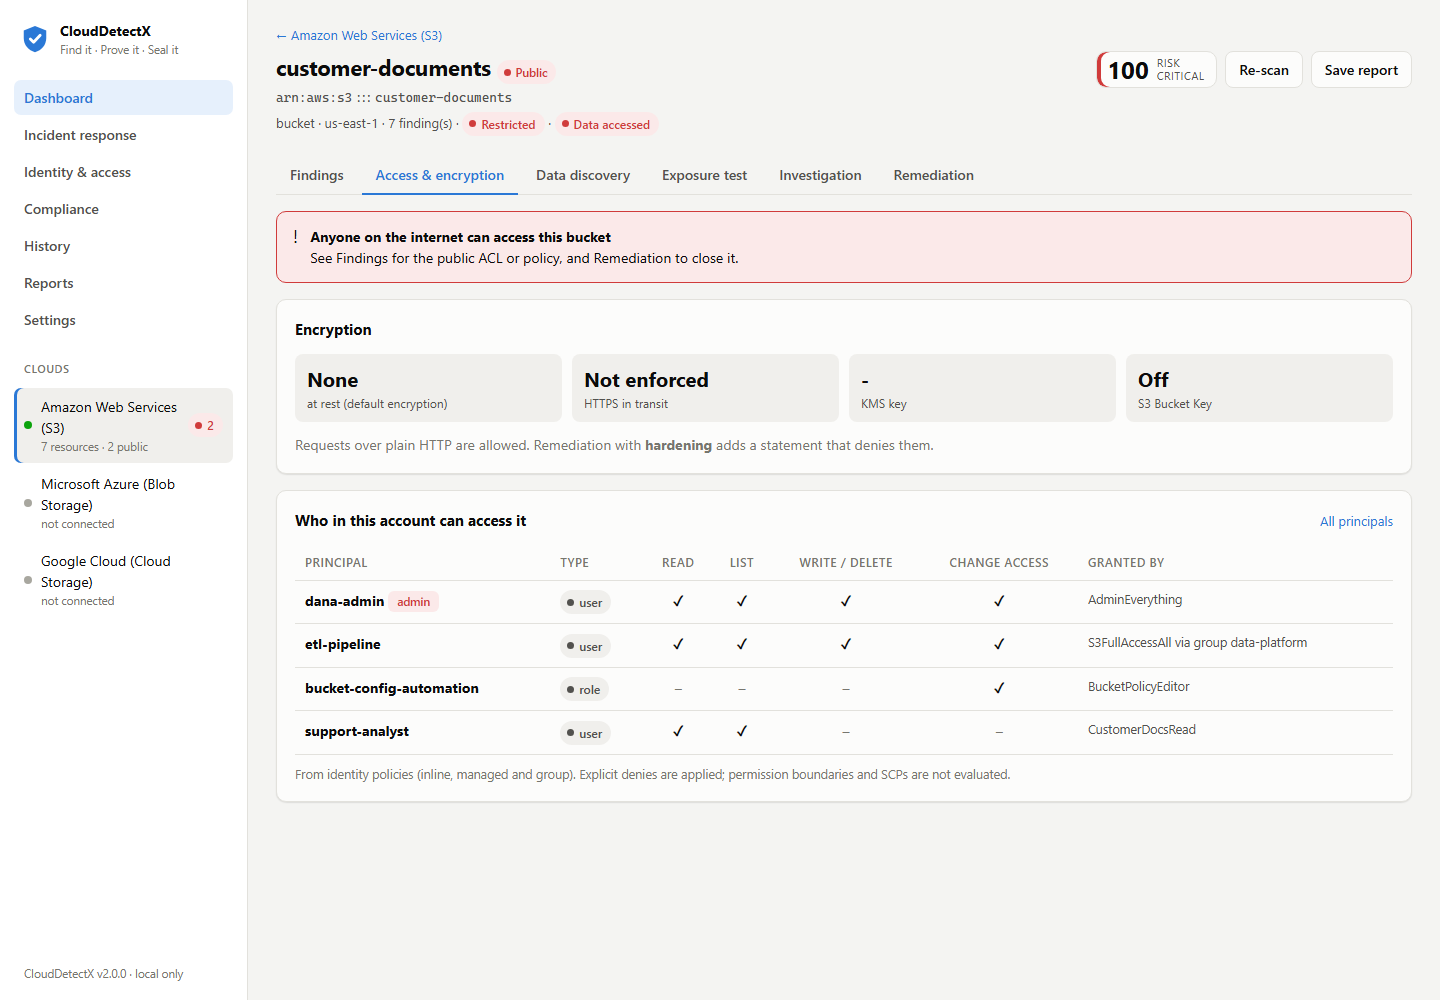 CloudDetectX
Find it · Prove it · Seal it
Dashboard
Incident response
Identity & access
Compliance
History
Reports
Settings
CLOUDS
Amazon Web Services
(S3)
2
7 resources · 2 public
Microsoft Azure (Blob
Storage)
not connected
Google Cloud (Cloud
Storage)
not connected
CloudDetectX v2.0.0 · local only
← Amazon Web Services (S3)
customer-documents Public
arn:aws:s3:::customer-documents
bucket · us-east-1 · 7 finding(s) · Restricted · Data accessed
100 RISK
CRITICAL
Re-scan
Save report
Findings Access & encryption Data discovery Exposure test Investigation Remediation
! Anyone on the internet can access this bucket
See Findings for the public ACL or policy, and Remediation to close it.
Encryption
None
at rest (default encryption)
Not enforced
HTTPS in transit
-
KMS key
Off
S3 Bucket Key
Requests over plain HTTP are allowed. Remediation with hardening adds a statement that denies them.
Who in this account can access it
All principals
PRINCIPAL TYPE READ LIST WRITE / DELETE CHANGE ACCESS GRANTED BY
dana-admin admin user ✓ ✓ ✓ ✓ AdminEverything
etl-pipeline user ✓ ✓ ✓ ✓ S3FullAccessAll via group data-platform
bucket-config-automation role – – – ✓ BucketPolicyEditor
support-analyst user ✓ ✓ – – CustomerDocsRead
From identity policies (inline, managed and group). Explicit denies are applied; permission boundaries and SCPs are not evaluated.